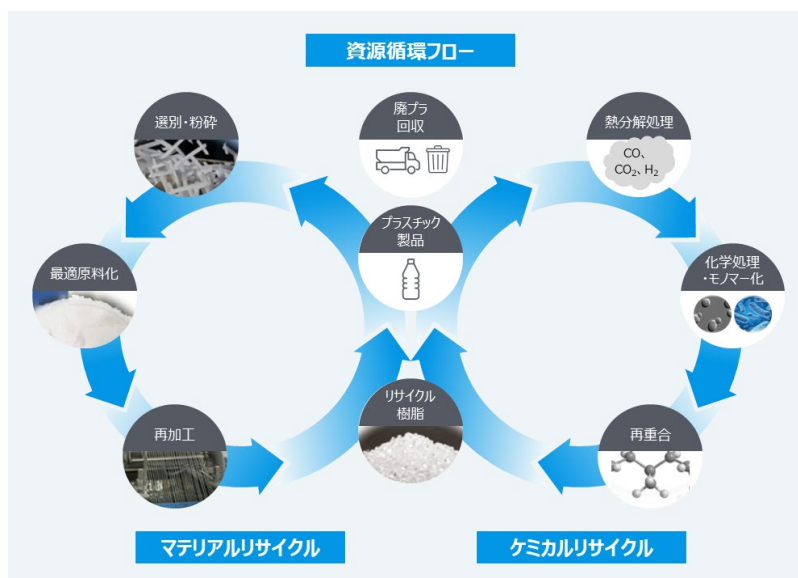 資源循環フロー
選別・粉砕
廃プラ
回収
熱分解処理
CO、
CO₂、H₂
プラスチック
製品
最適原料化
化学処理
・モノマー化
リサイクル
樹脂
再加工
再重合
マテリアルリサイクル
ケミカルリサイクル